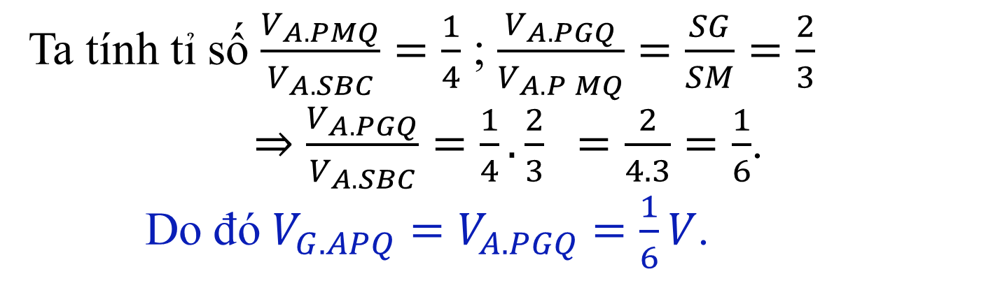 Ta tính tỉ số \frac{V_{A.PMQ}}{V_{A.SBC}} = \frac{1}{4} ; \frac{V_{A.PGQ}}{V_{A.P MQ}} = \frac{SG}{SM} = \frac{2}{3}
⇒ \frac{V_{A.PGQ}}{V_{A.SBC}} = \frac{1}{4} . \frac{2}{3} = \frac{2}{4.3} = \frac{1}{6}.
Do đó V_{G.APQ} = V_{A.PGQ} = \frac{1}{6} V.